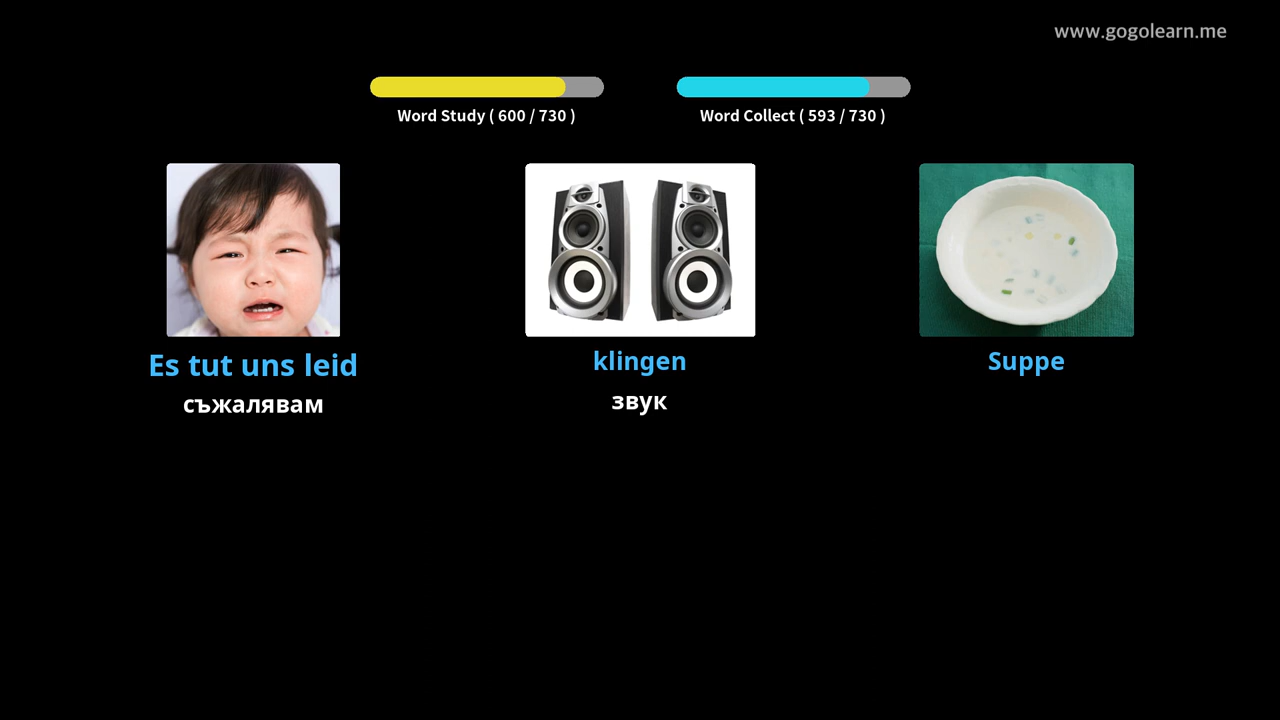 www.gogolearn.me
Word Study ( 600 / 730 )
Word Collect ( 593 / 730 )
Es tut uns leid
klingen
Suppe
съжалявам
звук